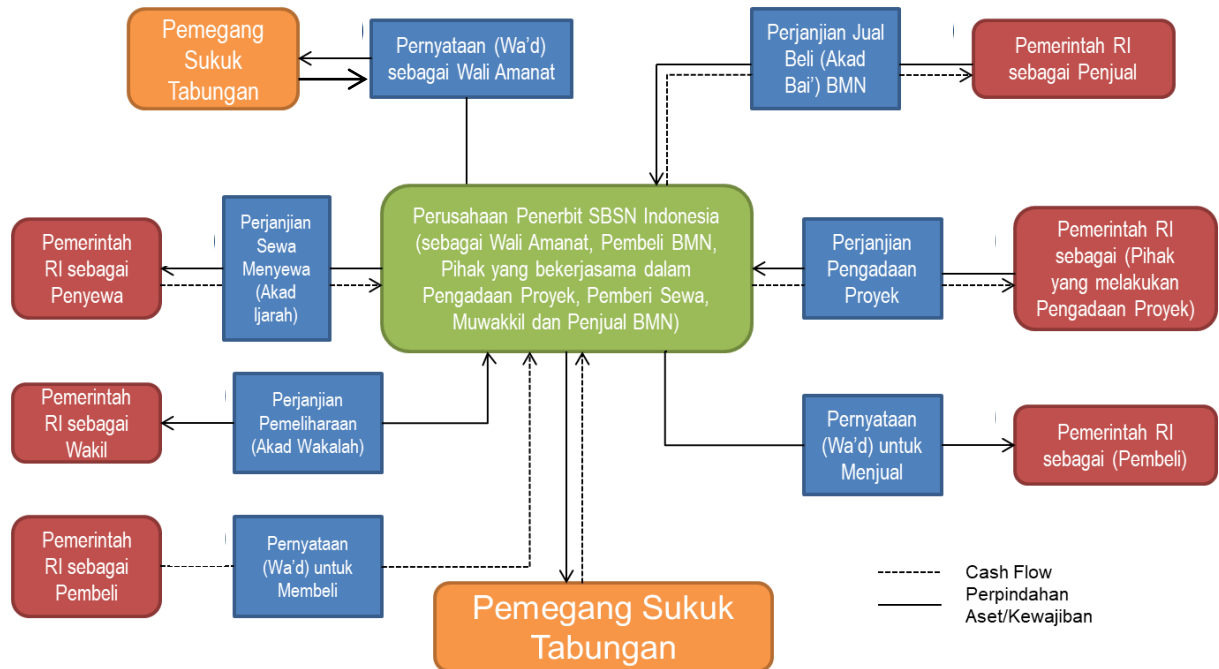 Pemegang
Sukuk
Tabungan
Pernyataan (Wa'd)
sebagai Wali Amanat
Perjanjian Jual
Beli (Akad
Bai') BMN
Pemerintah RI
sebagai Penjual
Pemerintah
RI sebagai
Penyewa
Perjanjian
Sewa
Menyewa
(Akad
Ijarah)
Perusahaan Penerbit SBSN Indonesia
(sebagai Wali Amanat, Pembeli BMN,
Pihak yang bekerjasama dalam
Pengadaan Proyek, Pemberi Sewa,
Muwakkil dan Penjual BMN)
Perjanjian
Pengadaan
Proyek
Pemerintah RI
sebagai (Pihak
yang melakukan
Pengadaan Proyek)
Pemerintah
RI sebagai
Wakil
Perjanjian
Pemeliharaan
(Akad Wakalah)
Pernyataan
(Wa'd) untuk
Menjual
Pemerintah RI
sebagai (Pembeli)
Pemerintah
RI sebagai
Pembeli
Pernyataan
(Wa'd) untuk
Membeli
Pemegang Sukuk
Tabungan
Cash Flow
Perpindahan
Aset/Kewajiban